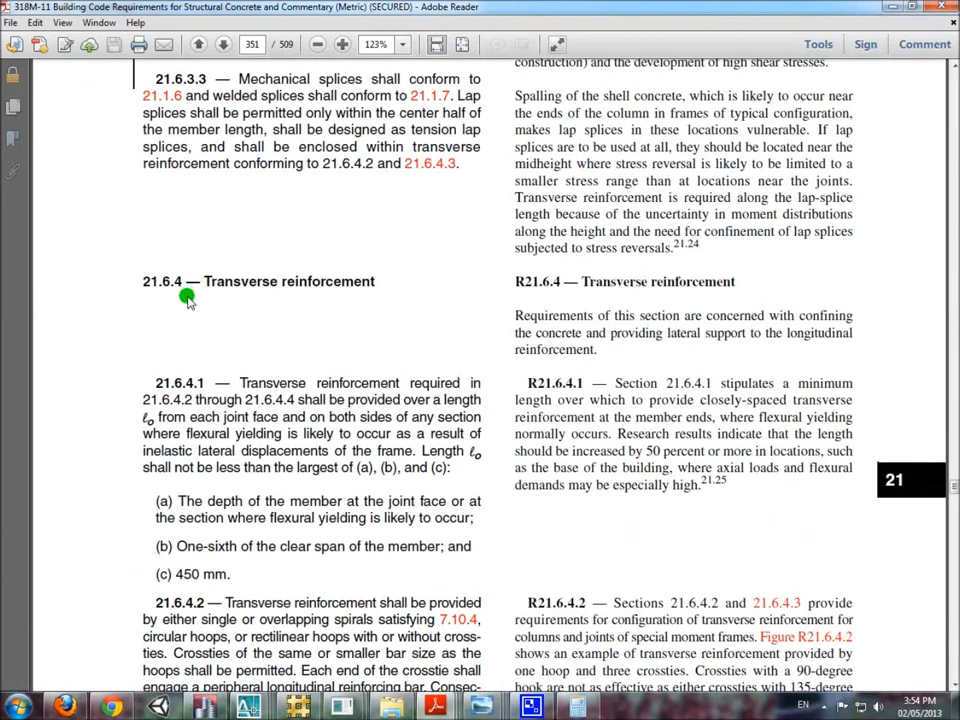 318M-11 Building Code Requirements for Structural Concrete and Commentary (Metric) (SECURED) - Adobe Reader
File Edit View Window Help
351 / 509 123% Tools Sign Comment
21.6.3.3 — Mechanical splices shall conform to
21.1.6 and welded splices shall conform to 21.1.7. Lap
splices shall be permitted only within the center half of
the member length, shall be designed as tension lap
splices, and shall be enclosed within transverse
reinforcement conforming to 21.6.4.2 and 21.6.4.3.
21.6.4 — Transverse reinforcement
21.6.4.1 — Transverse reinforcement required in
21.6.4.2 through 21.6.4.4 shall be provided over a length
ℓo from each joint face and on both sides of any section
where flexural yielding is likely to occur as a result of
inelastic lateral displacements of the frame. Length ℓo
shall not be less than the largest of (a), (b), and (c):
(a) The depth of the member at the joint face or at
the section where flexural yielding is likely to occur;
(b) One-sixth of the clear span of the member; and
(c) 450 mm.
21.6.4.2 — Transverse reinforcement shall be provided
by either single or overlapping spirals satisfying 7.10.4,
circular hoops, or rectilinear hoops with or without cross-
ties. Crossties of the same or smaller bar size as the
hoops shall be permitted. Each end of the crosstie shall
engage a peripheral longitudinal reinforcing bar. Consec-
construction) and the development of high shear stresses.
Spalling of the shell concrete, which is likely to occur near
the ends of the column in frames of typical configuration,
makes lap splices in these locations vulnerable. If lap
splices are to be used at all, they should be located near the
midheight where stress reversal is likely to be limited to a
smaller stress range than at locations near the joints.
Transverse reinforcement is required along the lap-splice
length because of the uncertainty in moment distributions
along the height and the need for confinement of lap splices
subjected to stress reversals.21.24
R21.6.4 — Transverse reinforcement
Requirements of this section are concerned with confining
the concrete and providing lateral support to the longitudinal
reinforcement.
R21.6.4.1 — Section 21.6.4.1 stipulates a minimum
length over which to provide closely-spaced transverse
reinforcement at the member ends, where flexural yielding
normally occurs. Research results indicate that the length
should be increased by 50 percent or more in locations, such
as the base of the building, where axial loads and flexural
demands may be especially high.21.25
21
R21.6.4.2 — Sections 21.6.4.2 and 21.6.4.3 provide
requirements for configuration of transverse reinforcement for
columns and joints of special moment frames. Figure R21.6.4.2
shows an example of transverse reinforcement provided by
one hoop and three crossties. Crossties with a 90-degree
hook are not as effective as either crossties with 135-degree
EN
3:54 PM
02/05/2013